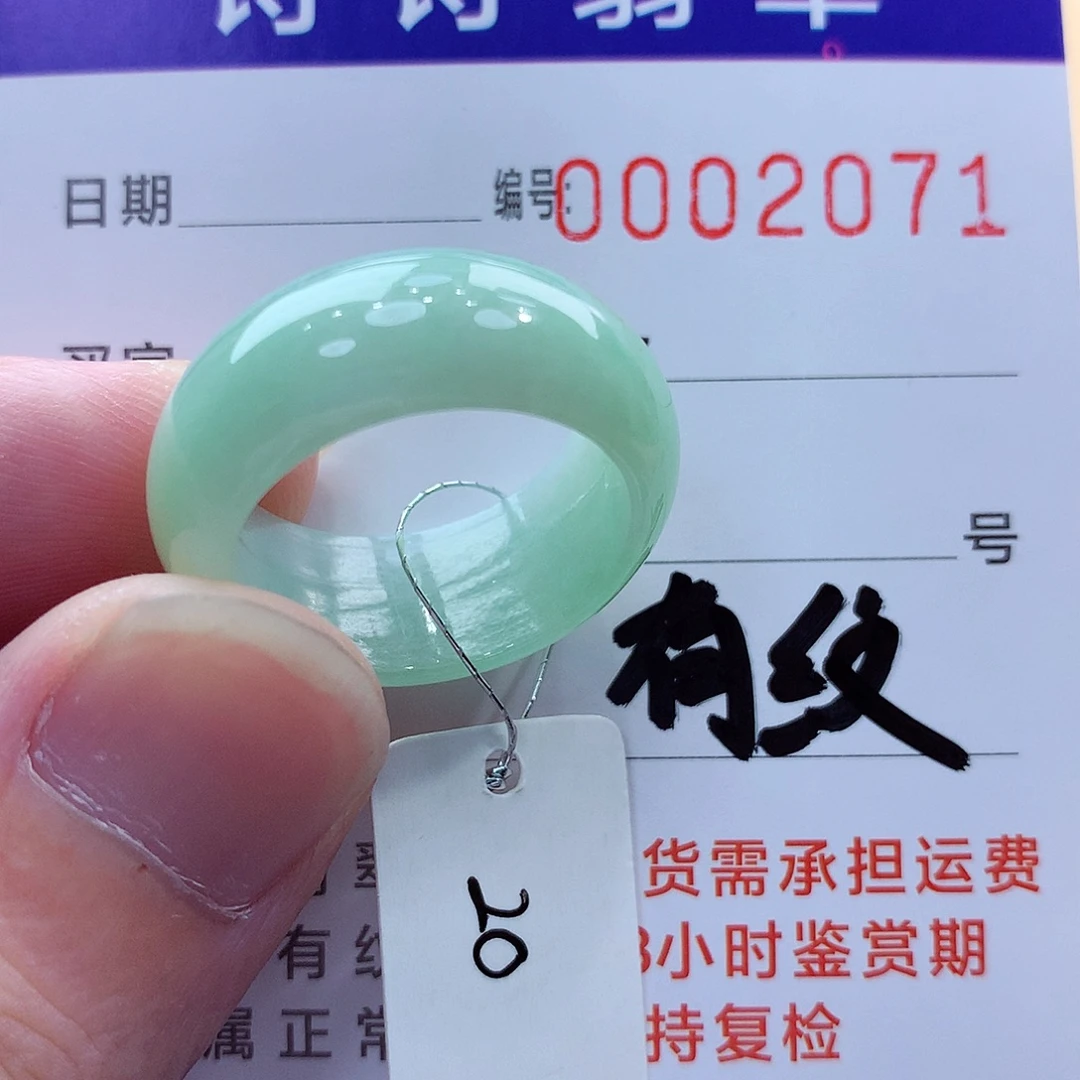 日期 编号: 0002071
号
有纹
货需承担运费
有纹 小时鉴赏期
属正常 持复检
20